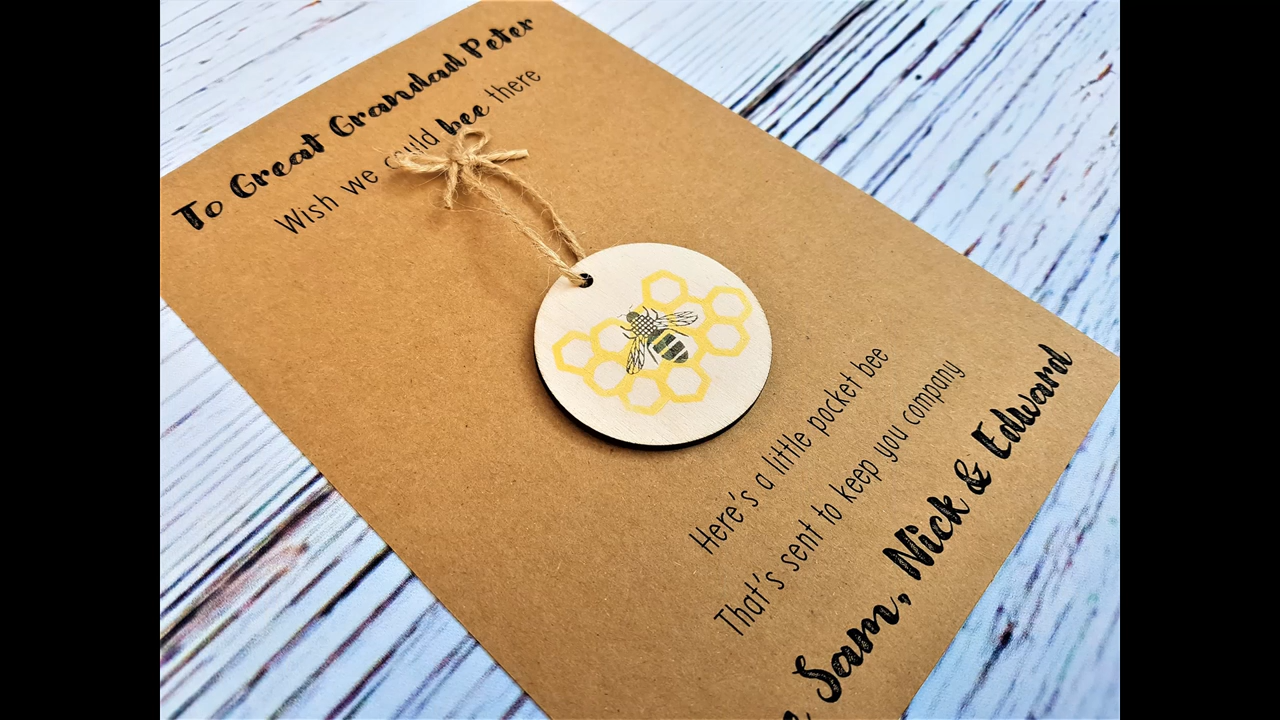 To Great Grandad Peter
Wish we could bee there
Here's a little pocket bee
That's sent to keep you company
Sam, Nick & Edward